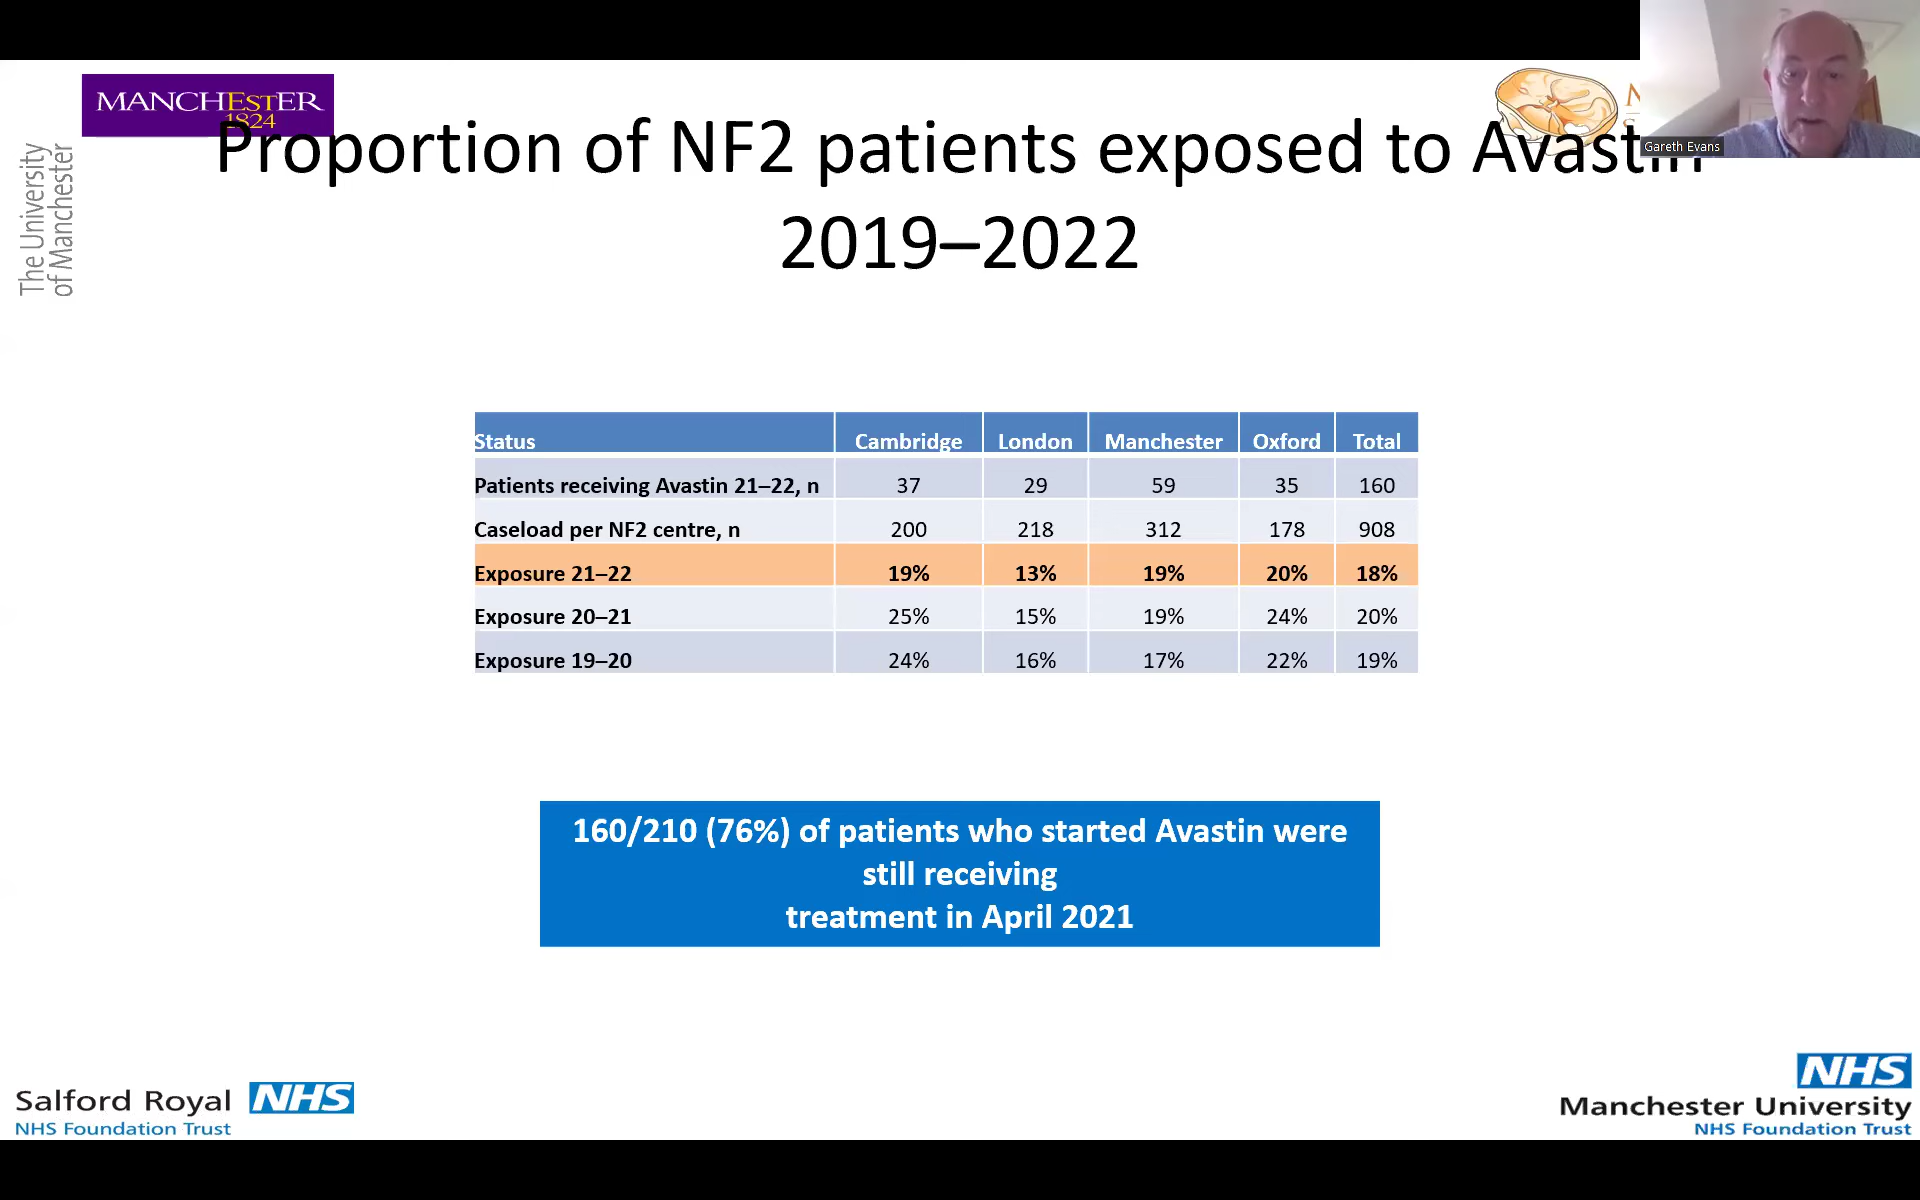 MANCHESTER
1824
The University
of Manchester
Gareth Evans
Proportion of NF2 patients exposed to Avastin
2019–2022
Status Cambridge London Manchester Oxford Total
Patients receiving Avastin 21–22, n 37 29 59 35 160
Caseload per NF2 centre, n 200 218 312 178 908
Exposure 21–22 19% 13% 19% 20% 18%
Exposure 20–21 25% 15% 19% 24% 20%
Exposure 19–20 24% 16% 17% 22% 19%
160/210 (76%) of patients who started Avastin were
still receiving
treatment in April 2021
Salford Royal NHS
NHS Foundation Trust
NHS
Manchester University
NHS Foundation Trust